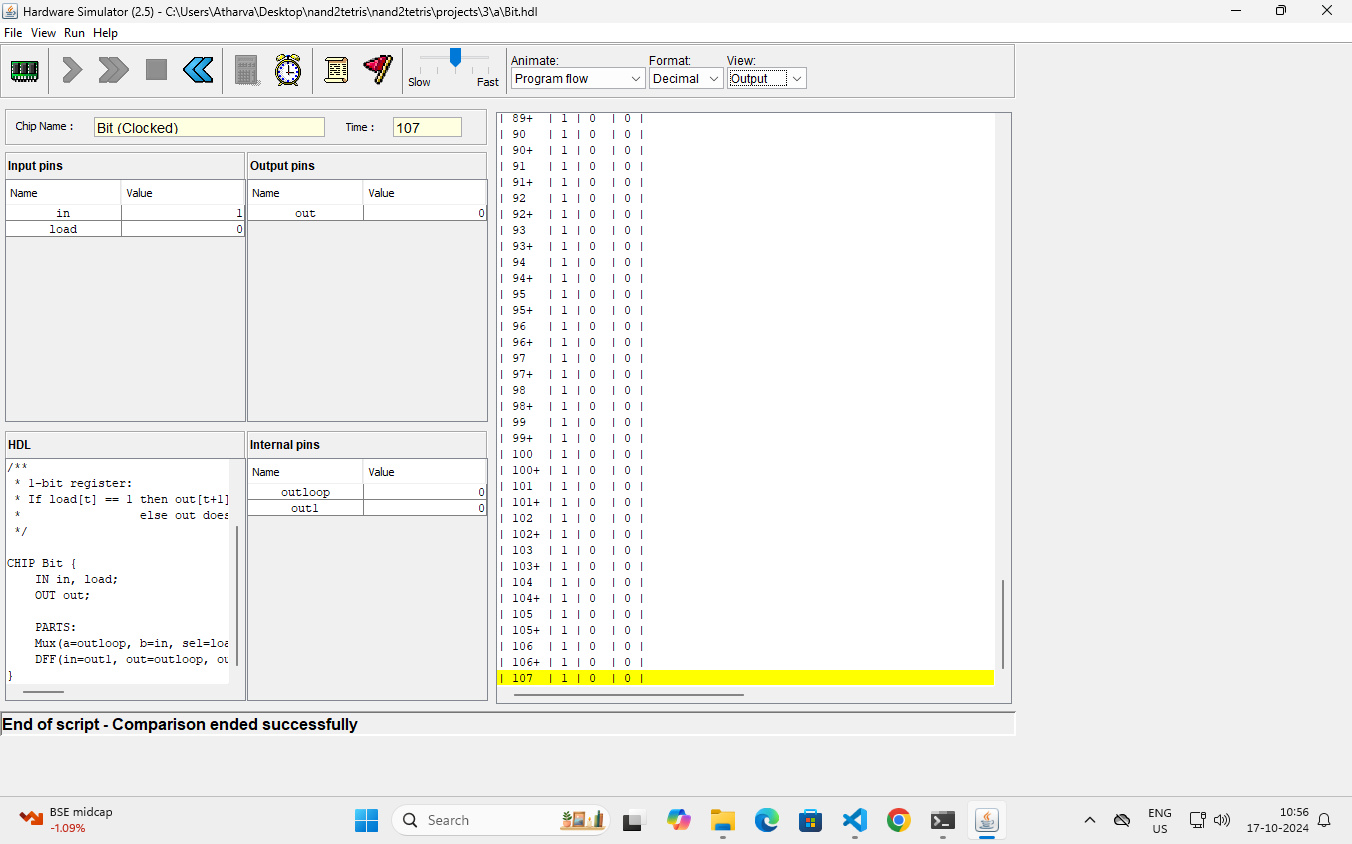 Hardware Simulator (2.5) - C:\Users\Atharva\Desktop\nand2tetris\nand2tetris\projects\3\a\Bit.hdl
File View Run Help
Slow Fast
Animate: Format: View:
Program flow Decimal Output
Chip Name : Bit (Clocked) Time : 107
Input pins
Name Value
in 1
load 0
Output pins
Name Value
out 0
HDL
/**
* 1-bit register:
* If load[t] == 1 then out[t+1]
* else out does
*/
CHIP Bit {
IN in, load;
OUT out;
PARTS:
Mux(a=outloop, b=in, sel=loa
DFF(in=out1, out=outloop, ou
}
Internal pins
Name Value
outloop 0
out1 0
| 89+ | 1 | 0 | 0 |
| 90 | 1 | 0 | 0 |
| 90+ | 1 | 0 | 0 |
| 91 | 1 | 0 | 0 |
| 91+ | 1 | 0 | 0 |
| 92 | 1 | 0 | 0 |
| 92+ | 1 | 0 | 0 |
| 93 | 1 | 0 | 0 |
| 93+ | 1 | 0 | 0 |
| 94 | 1 | 0 | 0 |
| 94+ | 1 | 0 | 0 |
| 95 | 1 | 0 | 0 |
| 95+ | 1 | 0 | 0 |
| 96 | 1 | 0 | 0 |
| 96+ | 1 | 0 | 0 |
| 97 | 1 | 0 | 0 |
| 97+ | 1 | 0 | 0 |
| 98 | 1 | 0 | 0 |
| 98+ | 1 | 0 | 0 |
| 99 | 1 | 0 | 0 |
| 99+ | 1 | 0 | 0 |
| 100 | 1 | 0 | 0 |
| 100+ | 1 | 0 | 0 |
| 101 | 1 | 0 | 0 |
| 101+ | 1 | 0 | 0 |
| 102 | 1 | 0 | 0 |
| 102+ | 1 | 0 | 0 |
| 103 | 1 | 0 | 0 |
| 103+ | 1 | 0 | 0 |
| 104 | 1 | 0 | 0 |
| 104+ | 1 | 0 | 0 |
| 105 | 1 | 0 | 0 |
| 105+ | 1 | 0 | 0 |
| 106 | 1 | 0 | 0 |
| 106+ | 1 | 0 | 0 |
| 107 | 1 | 0 | 0 |
End of script - Comparison ended successfully
BSE midcap
-1.09%
Search
ENG
US
10:56
17-10-2024